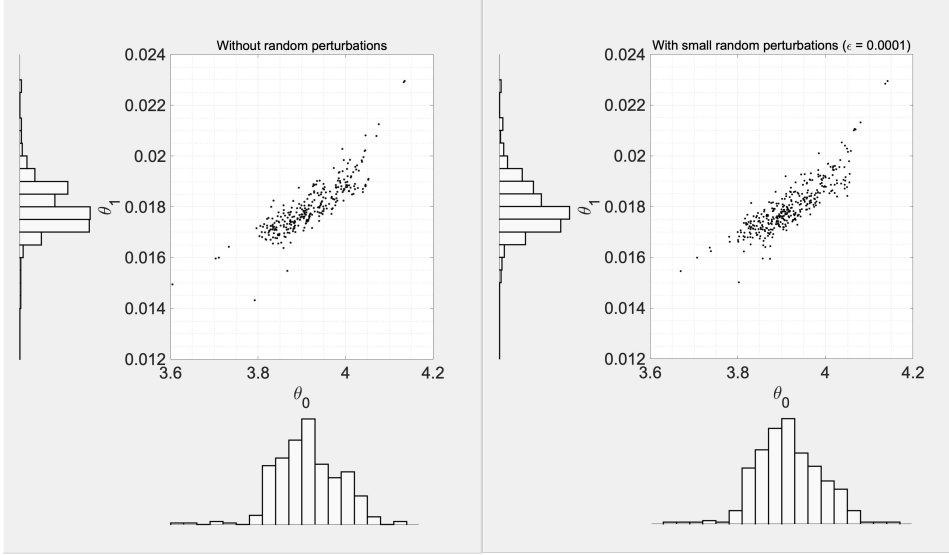 Without random perturbations
0.024
0.022
0.02
0.018
0.016
0.014
0.012
θ1
3.6 3.8 4 4.2
θ0
With small random perturbations (ϵ = 0.0001)
0.024
0.022
0.02
0.018
0.016
0.014
0.012
θ1
3.6 3.8 4 4.2
θ0